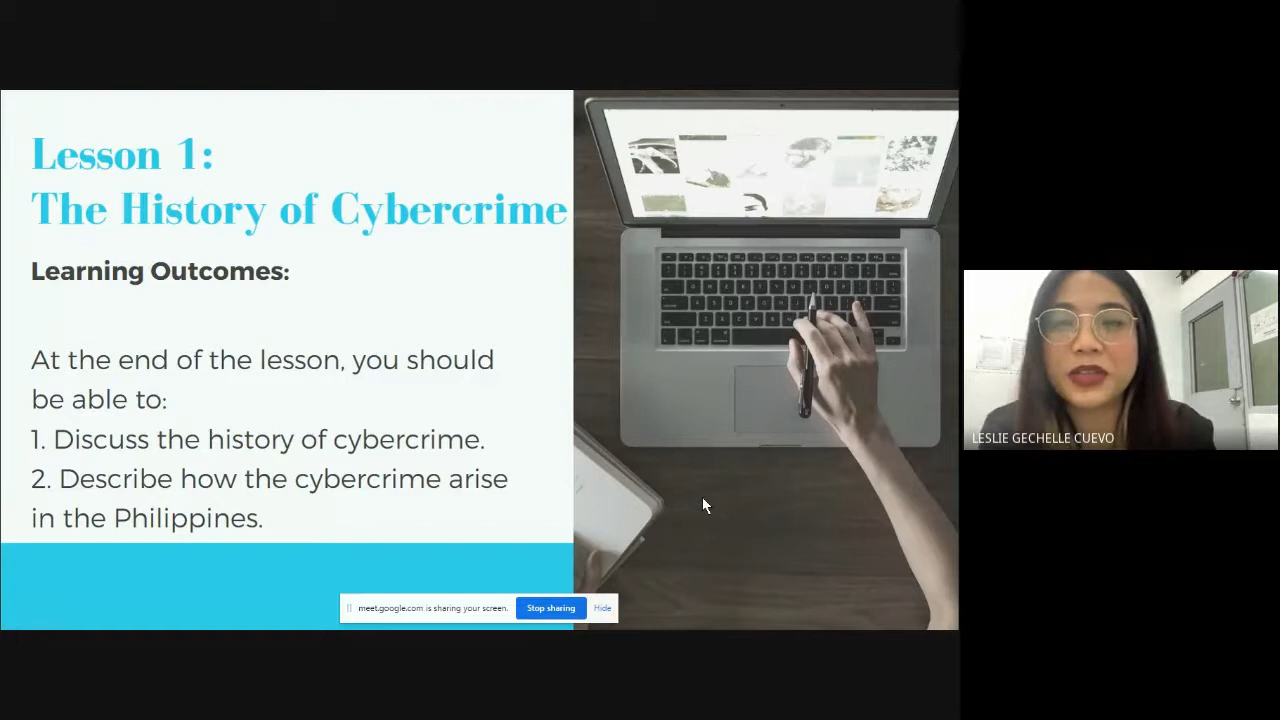 Lesson 1:
The History of Cybercrime
Learning Outcomes:
At the end of the lesson, you should
be able to:
1. Discuss the history of cybercrime.
2. Describe how the cybercrime arise
in the Philippines.
meet.google.com is sharing your screen.
Stop sharing
Hide
LESLIE GECHELLE CUEVO